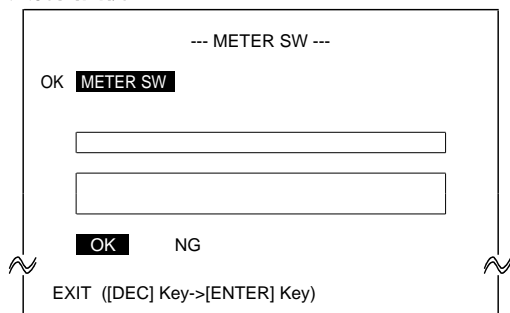 --- METER SW ---
OK METER SW
OK NG
EXIT ([DEC] Key->[ENTER] Key)